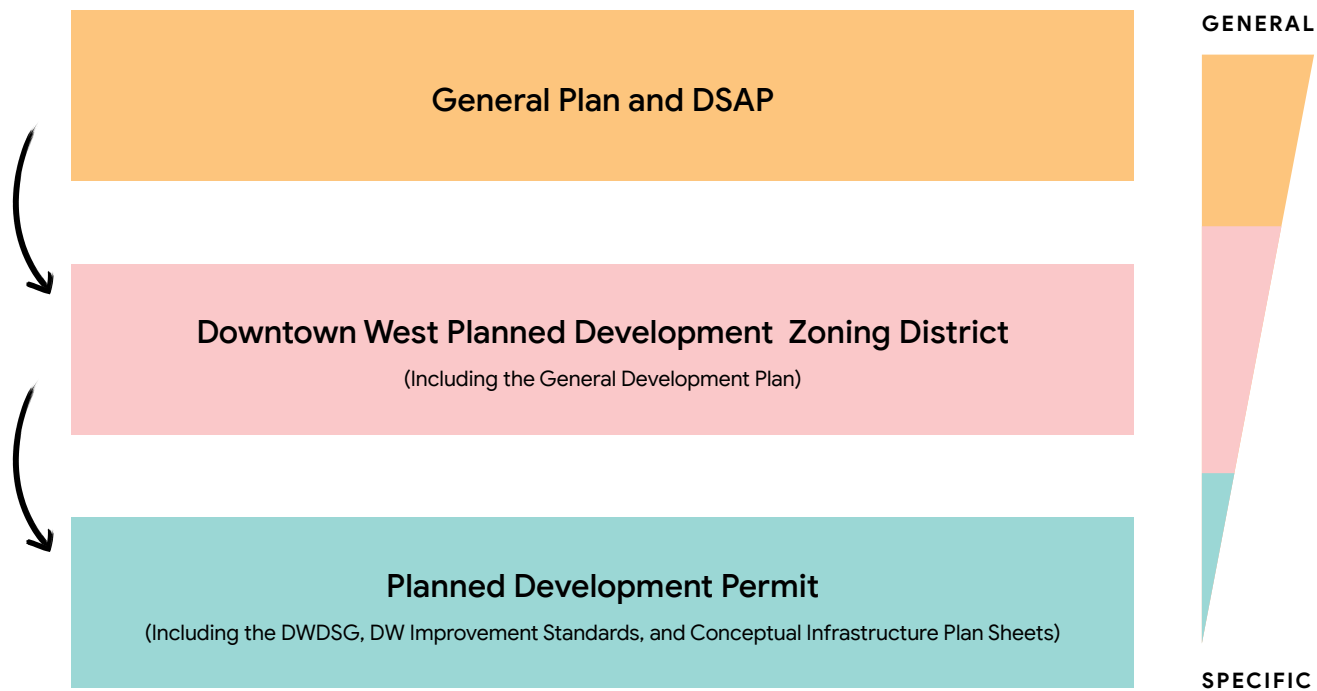 GENERAL
General Plan and DSAP
Downtown West Planned Development  Zoning District
(Including the General Development Plan)
Planned Development Permit
(Including the DWDSG, DW Improvement Standards, and Conceptual Infrastructure Plan Sheets)
SPECIFIC